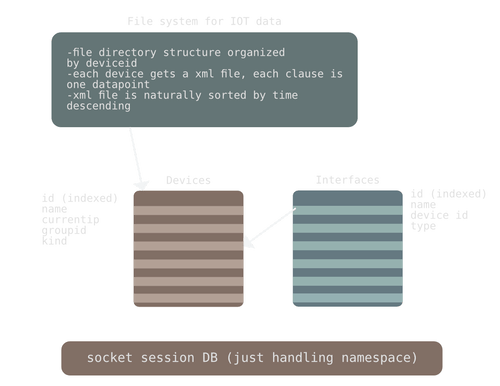 File system for IOT data
-file directory structure organized
by deviceid
-each device gets a xml file, each clause is
one datapoint
-xml file is naturally sorted by time
descending
Devices
id (indexed)
name
currentip
groupid
kind
Interfaces
id (indexed)
name
device id
type
socket session DB (just handling namespace)